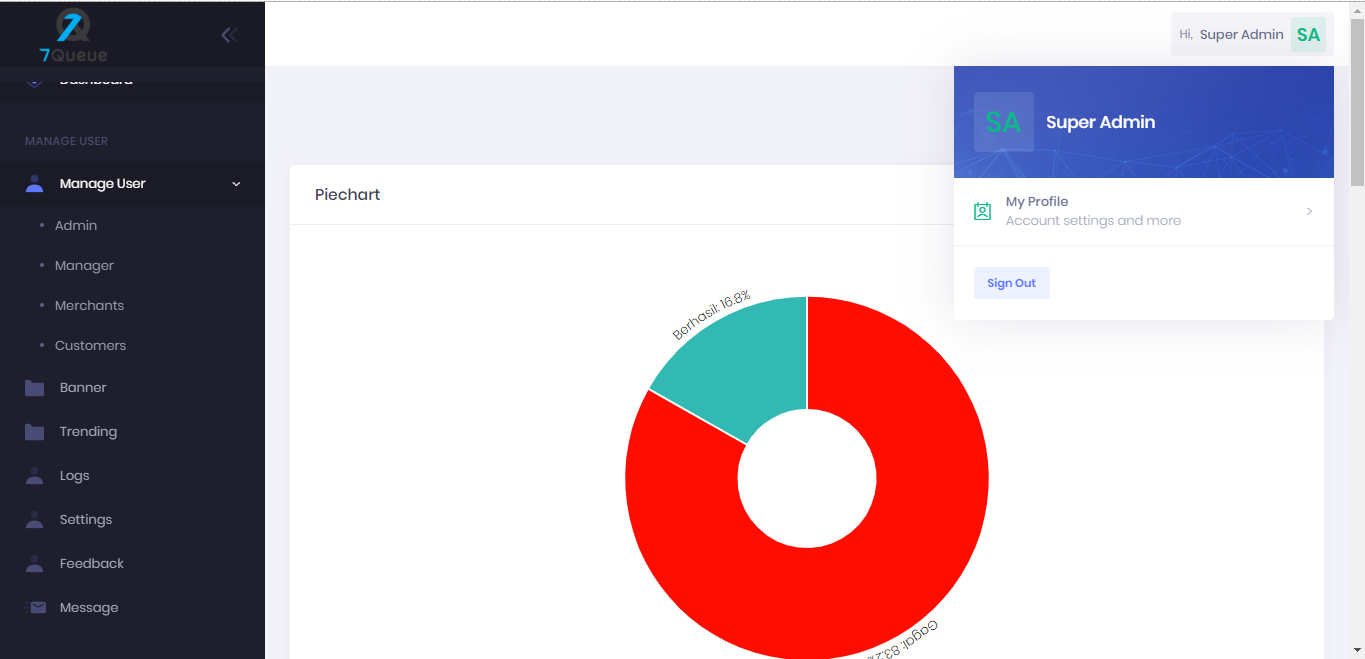 7Queue
Dashboard
MANAGE USER
Manage User
Admin
Manager
Merchants
Customers
Banner
Trending
Logs
Settings
Feedback
Message
Hi, Super Admin SA
SA Super Admin
My Profile
Account settings and more
Sign Out
Piechart
Berhasil: 16.8%
Gagal: 83.2%